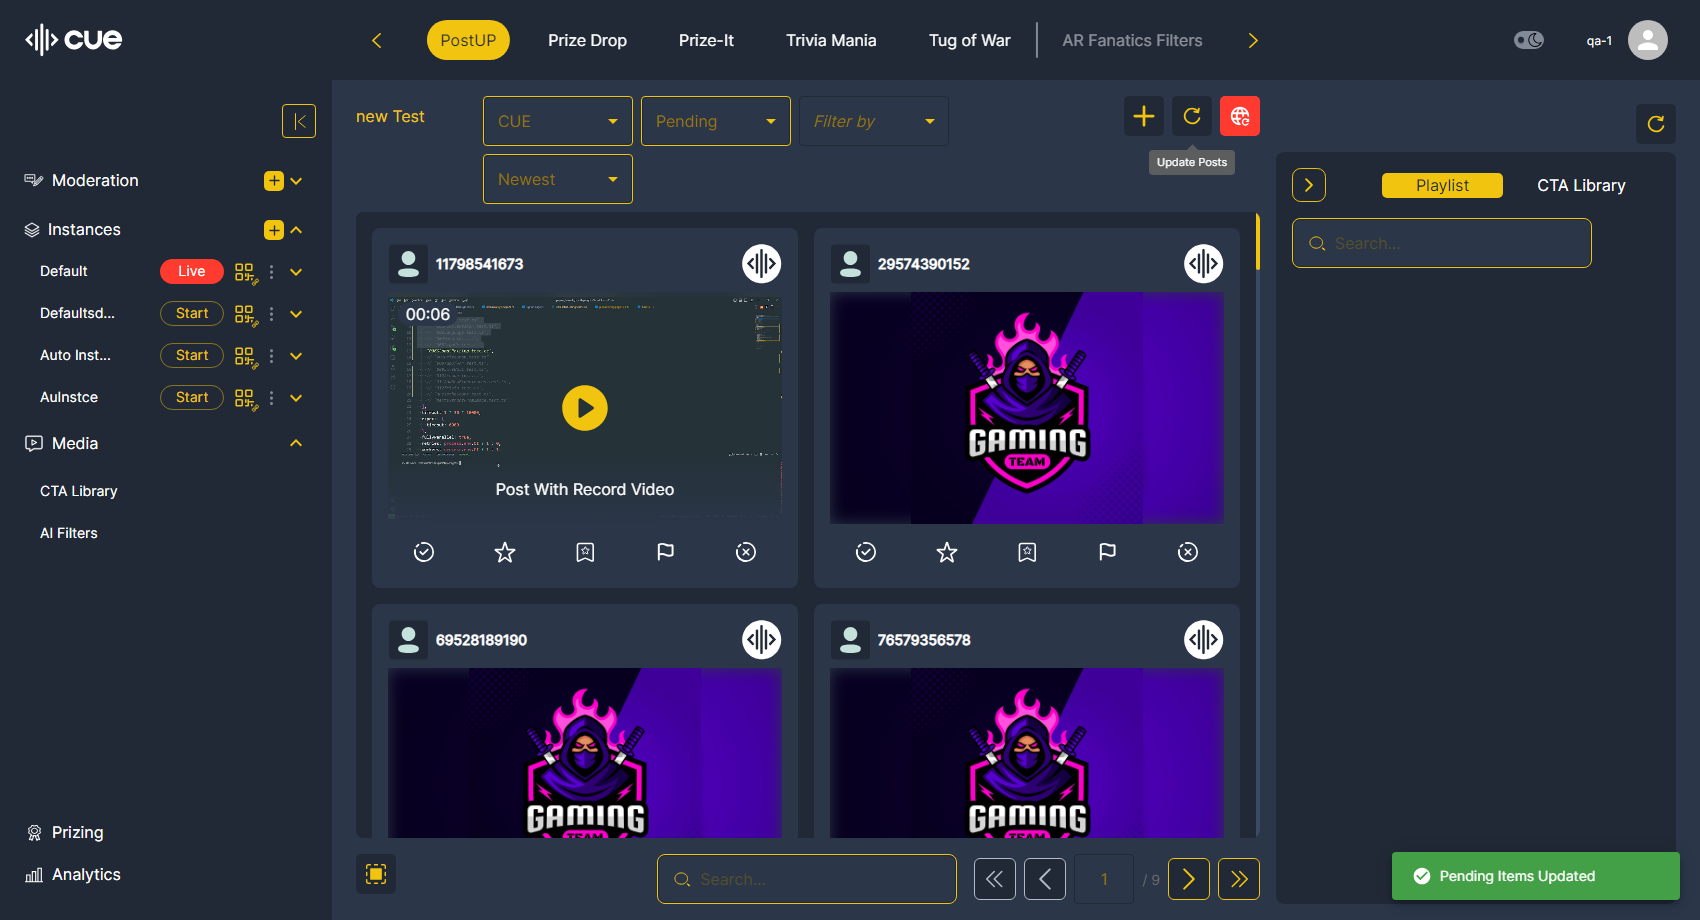 cue
PostUP
Prize Drop
Prize-It
Trivia Mania
Tug of War
AR Fanatics Filters
qa-1
Moderation
Instances
Default
Live
Defaultsd...
Start
Auto Inst...
Start
AuInstce
Start
Media
CTA Library
AI Filters
Prizing
Analytics
new Test
CUE
Pending
Filter by
Newest
Update Posts
11798541673
00:06
Post With Record Video
29574390152
GAMING
TEAM
69528189190
GAMING
76579356578
GAMING
Search...
1
/ 9
Playlist
CTA Library
Search...
Pending Items Updated